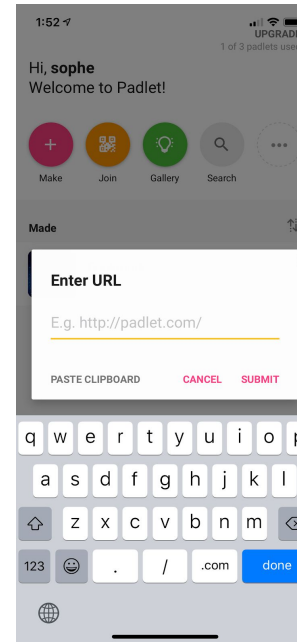 1:52
UPGRADE
1 of 3 padlets used
Hi, sophe
Welcome to Padlet!
Make Join Gallery Search
Made
Enter URL
E.g. http://padlet.com/
PASTE CLIPBOARD CANCEL SUBMIT
q w e r t y u i o p
a s d f g h j k l
z x c v b n m
123 . / .com done